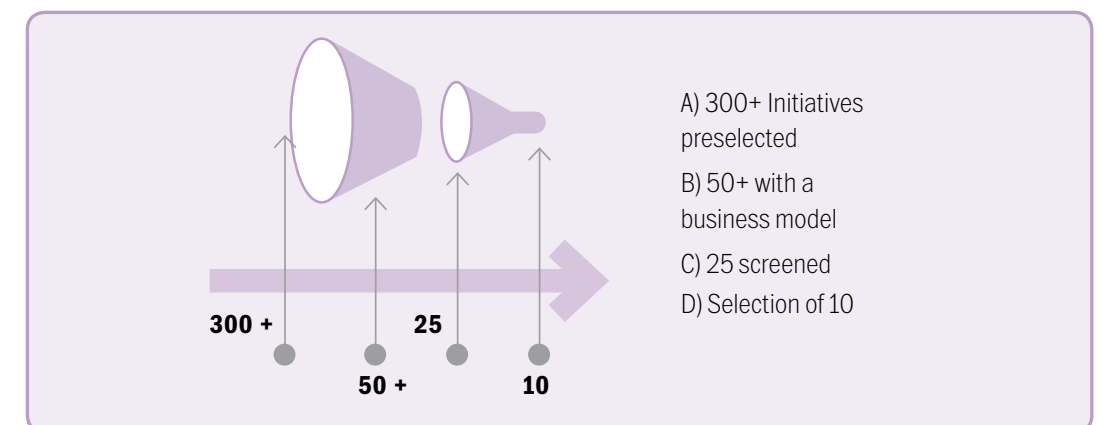 300 +
50 +
25
10
A) 300+ Initiatives
preselected
B) 50+ with a
business model
C) 25 screened
D) Selection of 10